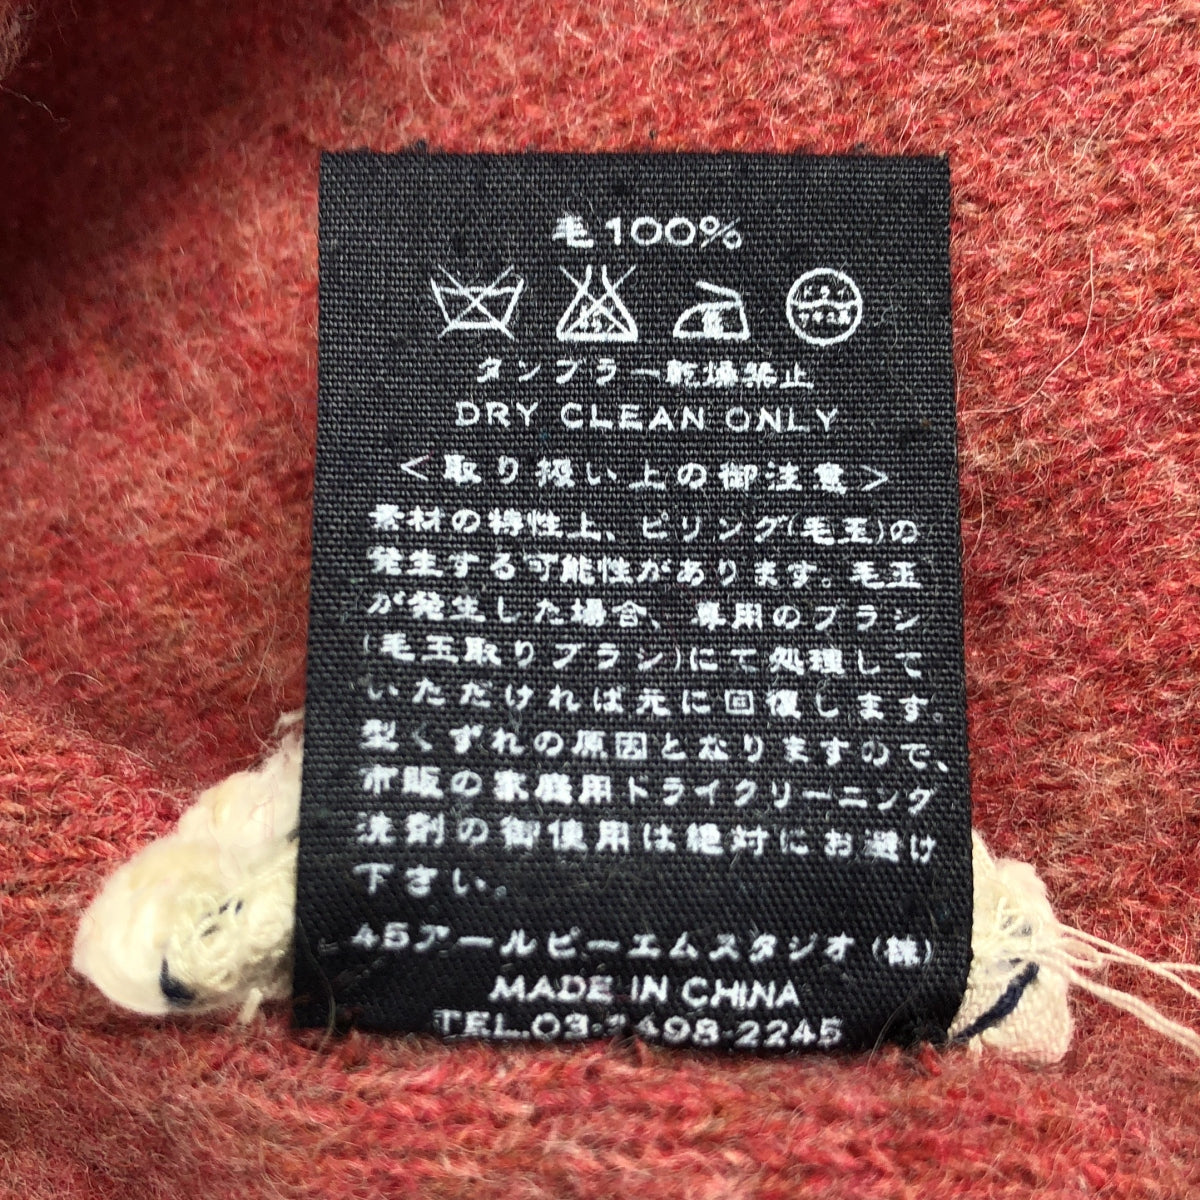 毛100%
タンブラー乾燥禁止
DRY CLEAN ONLY
<取り扱い上の御注意>
素材の特性上、ピリング(毛玉)の
発生する可能性があります。毛玉
が発生した場合、専用のブラシ
(毛玉取りブラシ)にて処理して
いただければ元に回復します。
型くずれの原因となりますので、
市販の家庭用ドライクリーニング
洗剤の御使用は絶対にお避け
下さい。
45アールピーエムスタジオ(株)
MADE IN CHINA
TEL.03-3498-2245